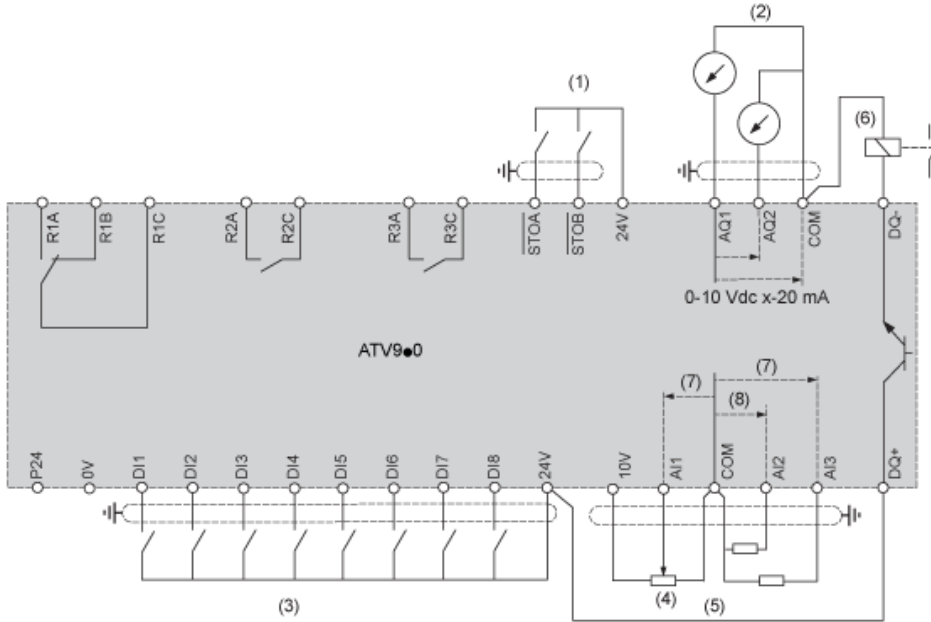 (2)
(1)
(6)
R1A
R1B
R1C
R2A
R2C
R3A
R3C
STOA
STOB
24V
AQ1
AQ2
COM
DQ-
0-10 Vdc x-20 mA
ATV9●0
(7)
(7)
(8)
P24
0V
DI1
DI2
DI3
DI4
DI5
DI6
DI7
DI8
24V
10V
AI1
COM
AI2
AI3
DQ+
(3)
(4)
(5)